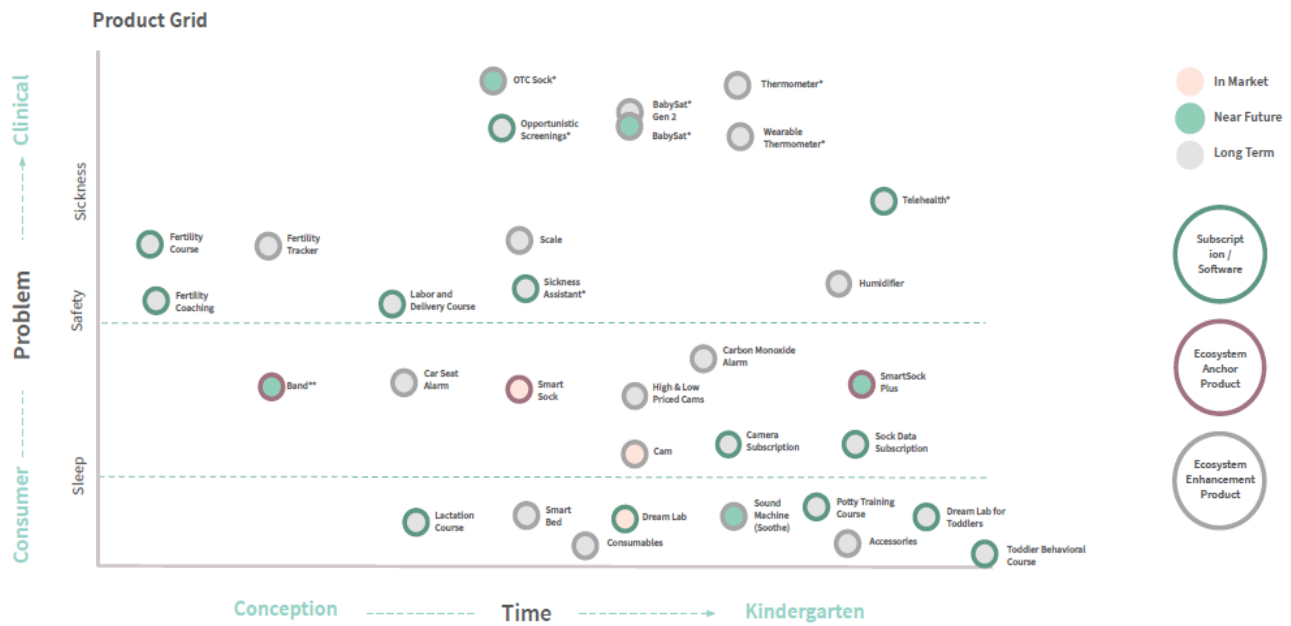 Product Grid
OTC Sock*
Opportunistic
Screenings*
BabySat*
Gen 2
BabySat*
Thermometer*
Wearable
Thermometer*
Telehealth*
Fertility
Course
Fertility
Tracker
Scale
Fertility
Coaching
Labor and
Delivery Course
Sickness
Assistant*
Humidifier
Band**
Car Seat
Alarm
Smart
Sock
Carbon Monoxide
Alarm
High & Low
Priced Cams
SmartSock
Plus
Cam
Camera
Subscription
Sock Data
Subscription
Lactation
Course
Smart
Bed
Consumables
Dream Lab
Sound
Machine
(Soothe)
Potty Training
Course
Accessories
Dream Lab for
Toddlers
Toddler Behavioral
Course
Clinical
Problem
Consumer
Sickness
Safety
Sleep
Conception
Time
Kindergarten
In Market
Near Future
Long Term
Subscript
ion /
Software
Ecosystem
Anchor
Product
Ecosystem
Enhancement
Product